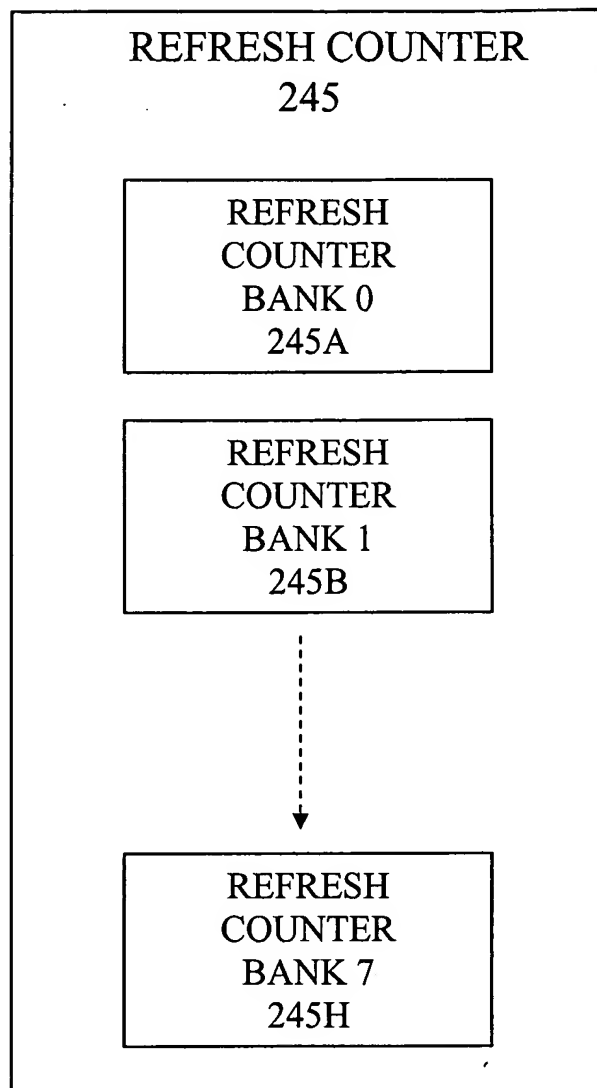 REFRESH COUNTER
245
REFRESH
COUNTER
BANK 0
245A
REFRESH
COUNTER
BANK 1
245B
REFRESH
COUNTER
BANK 7
245H